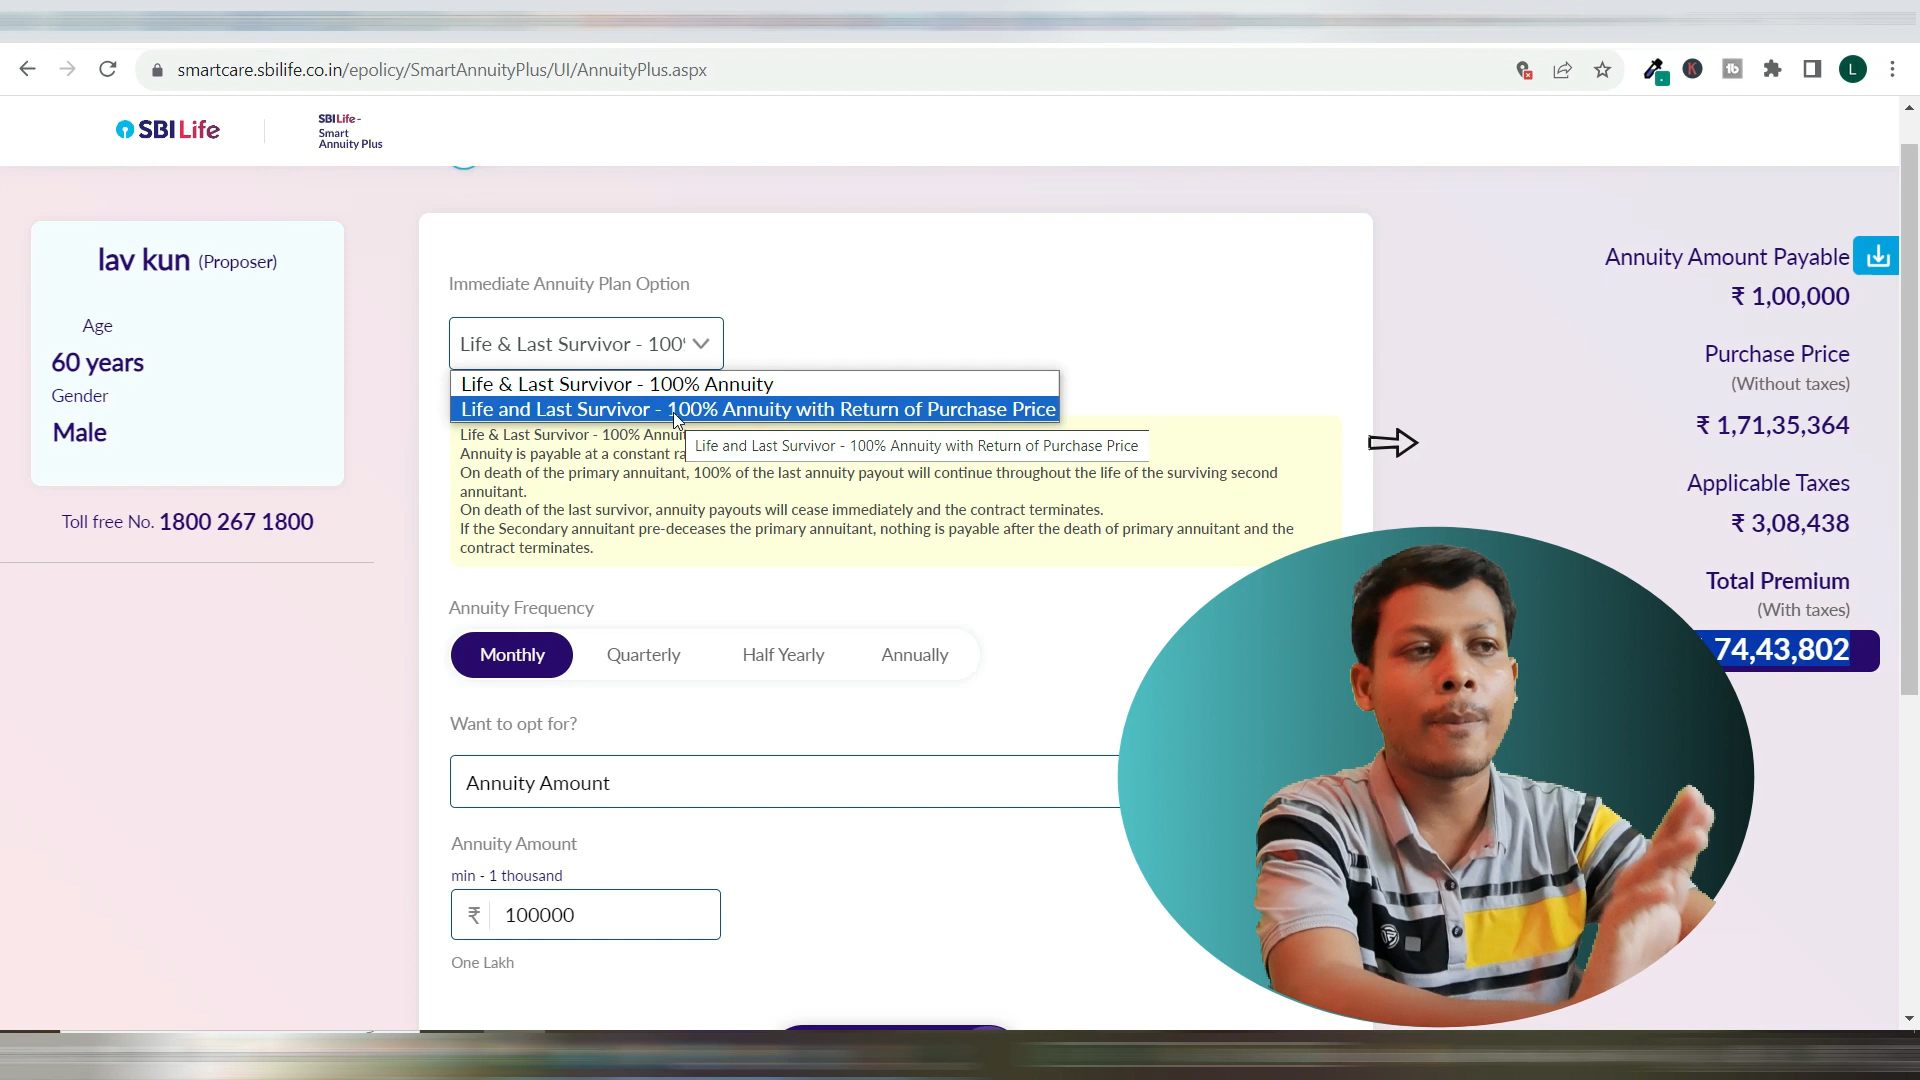 smartcare.sbilife.co.in/epolicy/SmartAnnuityPlus/UI/AnnuityPlus.aspx
K
tb
L
SBI Life
SBI Life -
Smart
Annuity Plus
lav kun (Proposer)
Age
60 years
Gender
Male
Toll free No. 1800 267 1800
Immediate Annuity Plan Option
Life & Last Survivor - 100%
Life & Last Survivor - 100% Annuity
Life and Last Survivor - 100% Annuity with Return of Purchase Price
Life and Last Survivor - 100% Annuity with Return of Purchase Price
Life & Last Survivor - 100%
Annuity is payable at a constant
On death of the primary annuitant, 100% of the last annuity payout will continue throughout the life of the surviving second
annuitant.
On death of the last survivor, annuity payouts will cease immediately and the contract terminates.
If the Secondary annuitant pre-deceases the primary annuitant, nothing is payable after the death of primary annuitant and the
contract terminates.
Annuity Frequency
Monthly
Quarterly
Half Yearly
Annually
Want to opt for?
Annuity Amount
Annuity Amount
min - 1 thousand
₹ 100000
One Lakh
Annuity Amount Payable
₹ 1,00,000
Purchase Price
(Without taxes)
₹ 1,71,35,364
Applicable Taxes
₹ 3,08,438
Total Premium
(With taxes)
74,43,802